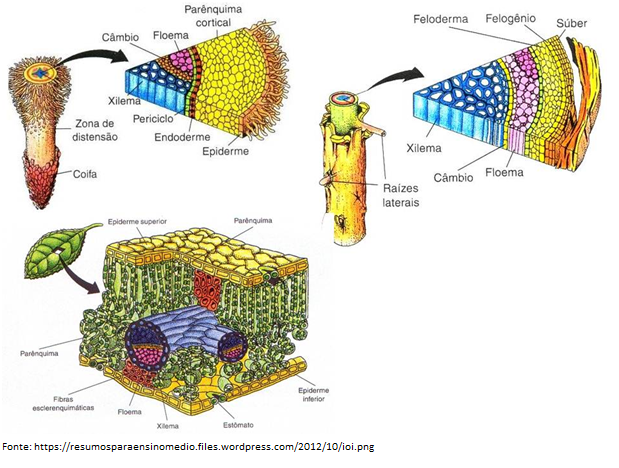 Parênquima
cortical
Câmbio
Floema
Xilema
Periciclo
Endoderme
Epiderme
Zona de
distensão
Coifa
Feloderma
Felogênio
Súber
Xilema
Câmbio
Floema
Raízes
laterais
Epiderme superior
Parênquima
Parênquima
Fibras
esclerenquimáticas
Floema
Xilema
Estômato
Epiderme
inferior
Fonte: https://resumosparaensinomedio.files.wordpress.com/2012/10/ioi.png